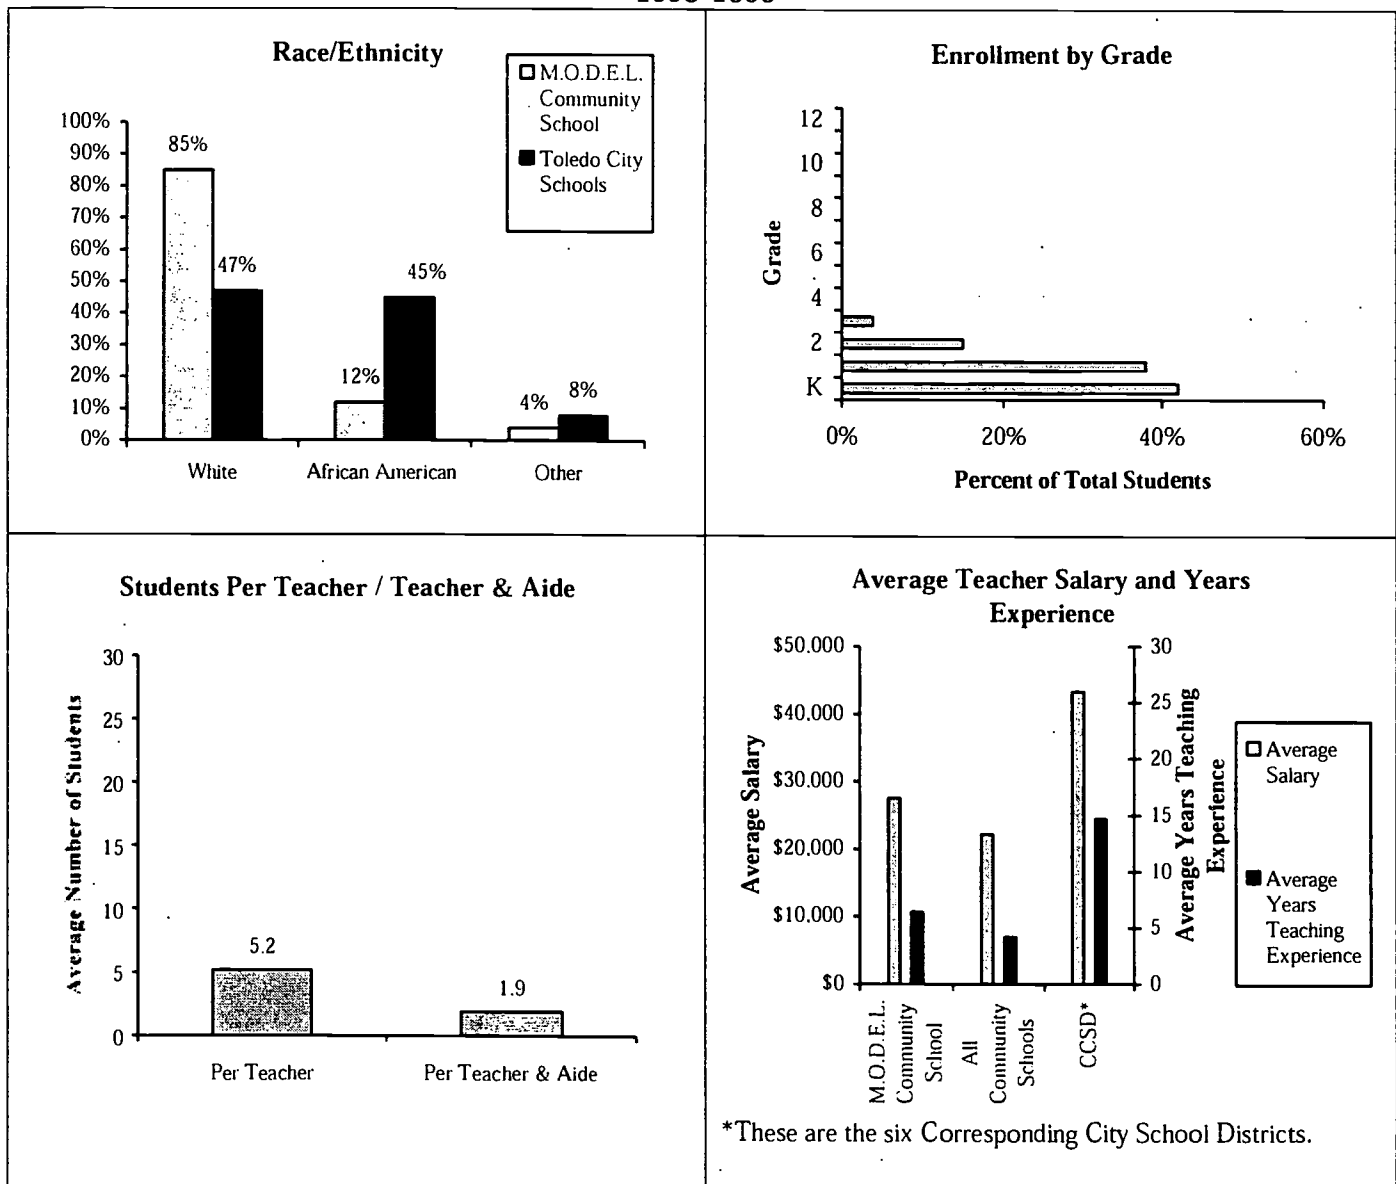 Race/Ethnicity
M.O.D.E.L.
Community
School
Toledo City
Schools
100%
90%
80%
70%
60%
50%
40%
30%
20%
10%
0%
85%
47%
12%
45%
4%
8%
White
African American
Other
Enrollment by Grade
Grade
12
10
8
6
4
2
K
0%
20%
40%
60%
Percent of Total Students
Students Per Teacher / Teacher & Aide
Average Number of Students
30
25
20
15
10
5
0
5.2
1.9
Per Teacher
Per Teacher & Aide
Average Teacher Salary and Years
Experience
Average Salary
$50.000
$40.000
$30.000
$20.000
$10.000
$0
30
25
20
15
10
5
0
Average Years Teaching
Experience
Average
Salary
Average
Years
Teaching
Experience
M.O.D.E.L.
Community
School
All
Community
Schools
CCSD*
*These are the six Corresponding City School Districts.